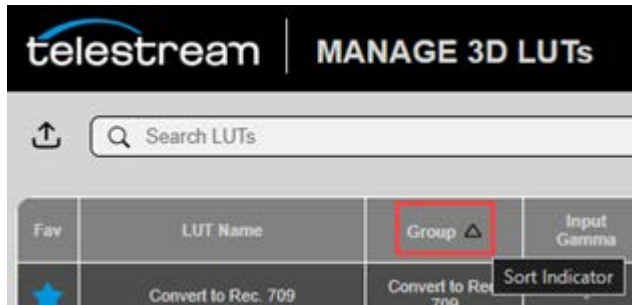 telestream
MANAGE 3D LUTs
Search LUTs
Fav
LUT Name
Group
Input
Gamma
Sort Indicator
Convert to Rec. 709
Convert to Rec
709